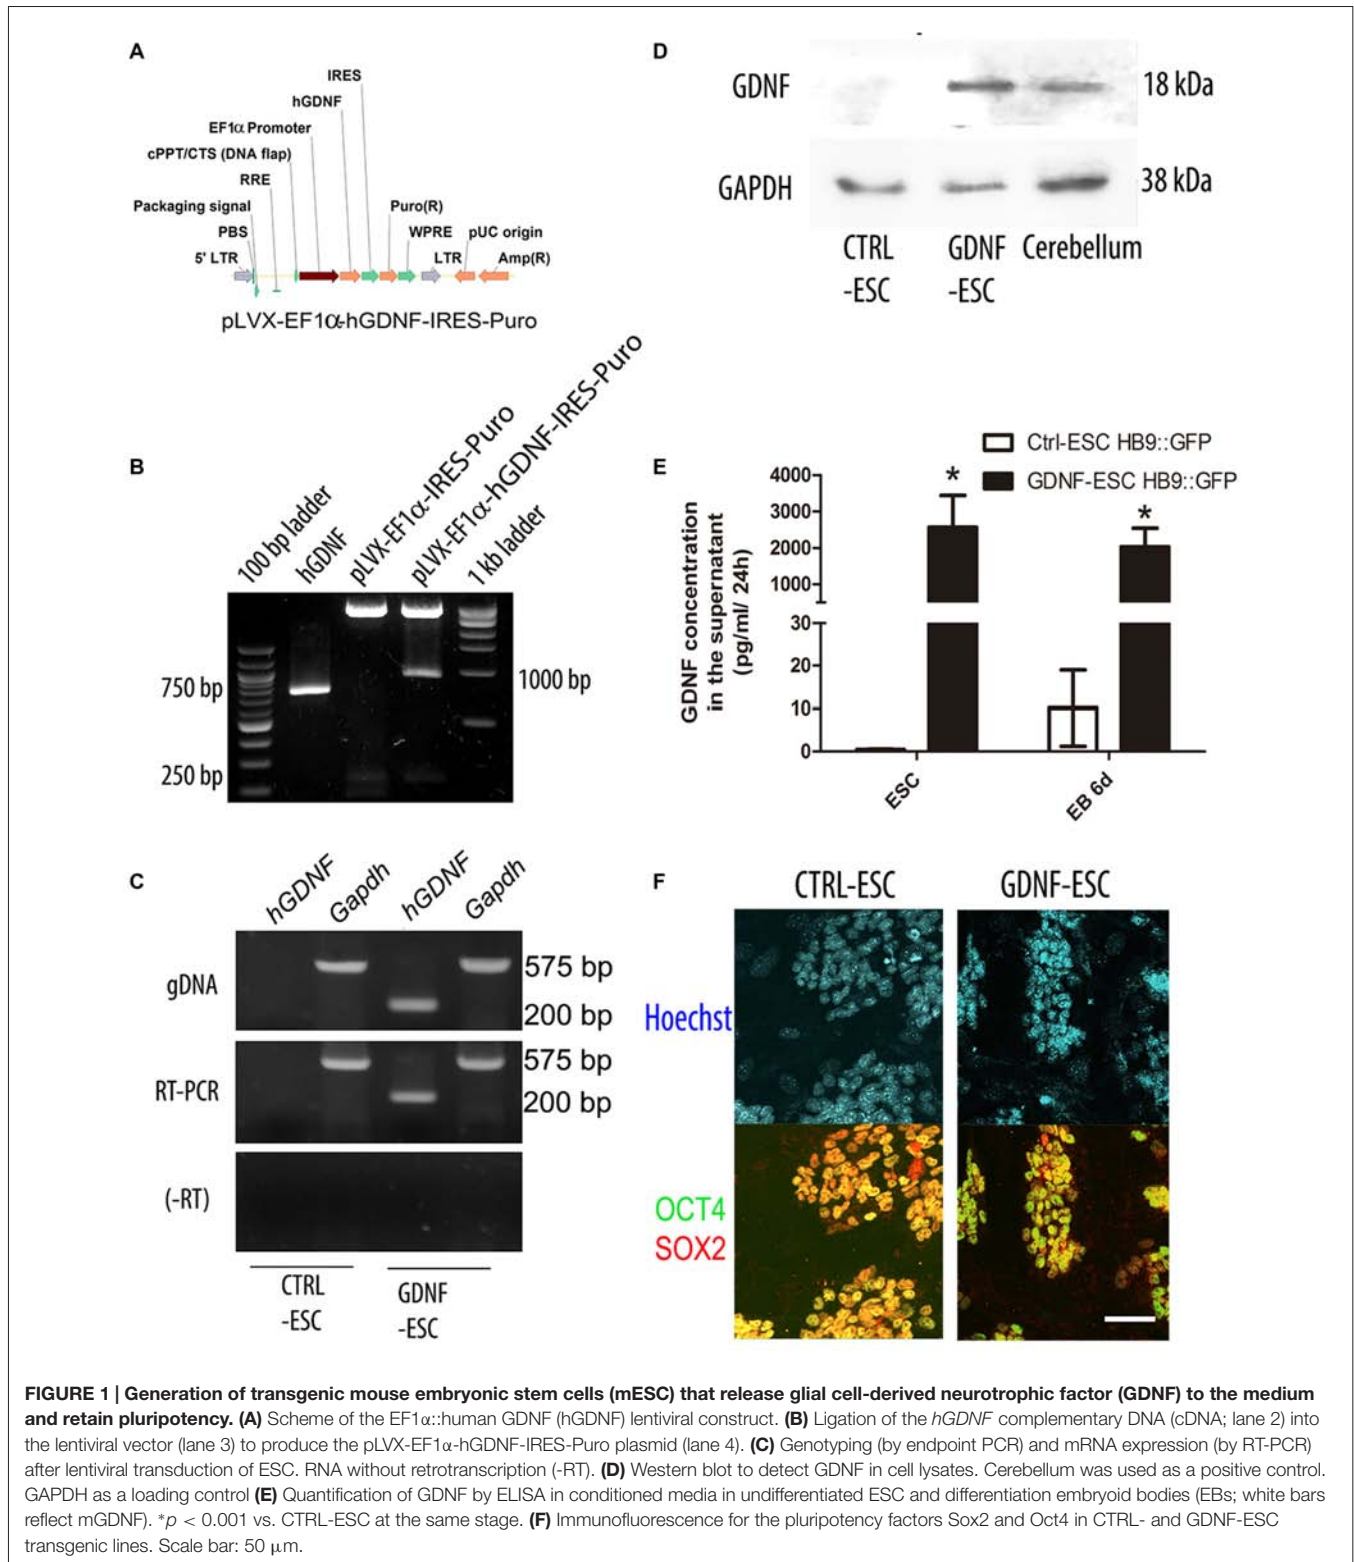 A
IRES
hGDNF
EF1α Promoter
cPPT/CTS (DNA flap)
RRE
Packaging signal
Puro(R)
PBS
WPRE
pUC origin
5' LTR
LTR
Amp(R)
pLVX-EF1α-hGDNF-IRES-Puro
B
100 bp ladder
hGDNF
pLVX-EF1α-IRES-Puro
pLVX-EF1α-hGDNF-IRES-Puro
1 kb ladder
750 bp
1000 bp
250 bp
C
hGDNF
Gapdh
hGDNF
Gapdh
gDNA
575 bp
200 bp
RT-PCR
575 bp
200 bp
(-RT)
CTRL
-ESC
GDNF
-ESC
D
GDNF
18 kDa
GAPDH
38 kDa
CTRL
-ESC
GDNF
-ESC
Cerebellum
E
Ctrl-ESC HB9::GFP
GDNF-ESC HB9::GFP
GDNF concentration
in the supernatant
(pg/ml/ 24h)
4000
3000
2000
1000
30
20
10
0
*
*
ESC
EB 6d
F
CTRL-ESC
GDNF-ESC
Hoechst
OCT4
SOX2
FIGURE 1 | Generation of transgenic mouse embryonic stem cells (mESC) that release glial cell-derived neurotrophic factor (GDNF) to the medium
and retain pluripotency. (A) Scheme of the EF1α::human GDNF (hGDNF) lentiviral construct. (B) Ligation of the hGDNF complementary DNA (cDNA; lane 2) into
the lentiviral vector (lane 3) to produce the pLVX-EF1α-hGDNF-IRES-Puro plasmid (lane 4). (C) Genotyping (by endpoint PCR) and mRNA expression (by RT-PCR)
after lentiviral transduction of ESC. RNA without retrotranscription (-RT). (D) Western blot to detect GDNF in cell lysates. Cerebellum was used as a positive control.
GAPDH as a loading control (E) Quantification of GDNF by ELISA in conditioned media in undifferentiated ESC and differentiation embryoid bodies (EBs; white bars
reflect mGDNF). *p < 0.001 vs. CTRL-ESC at the same stage. (F) Immunofluorescence for the pluripotency factors Sox2 and Oct4 in CTRL- and GDNF-ESC
transgenic lines. Scale bar: 50 μm.